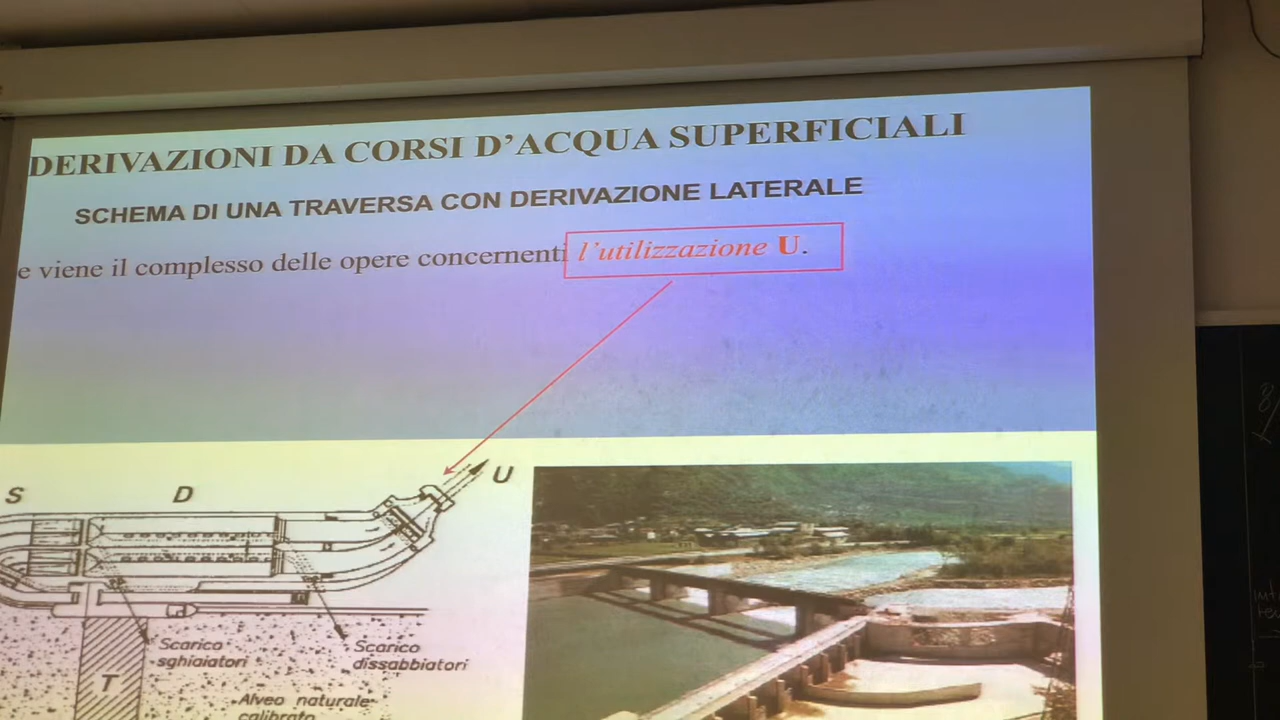 DERIVAZIONI DA CORSI D’ACQUA SUPERFICIALI
SCHEMA DI UNA TRAVERSA CON DERIVAZIONE LATERALE
e viene il complesso delle opere concernenti l’utilizzazione U.
U
S D
Scarico
sghiaiatori
Scarico
dissabbiatori
T
Alveo naturale
calibrato